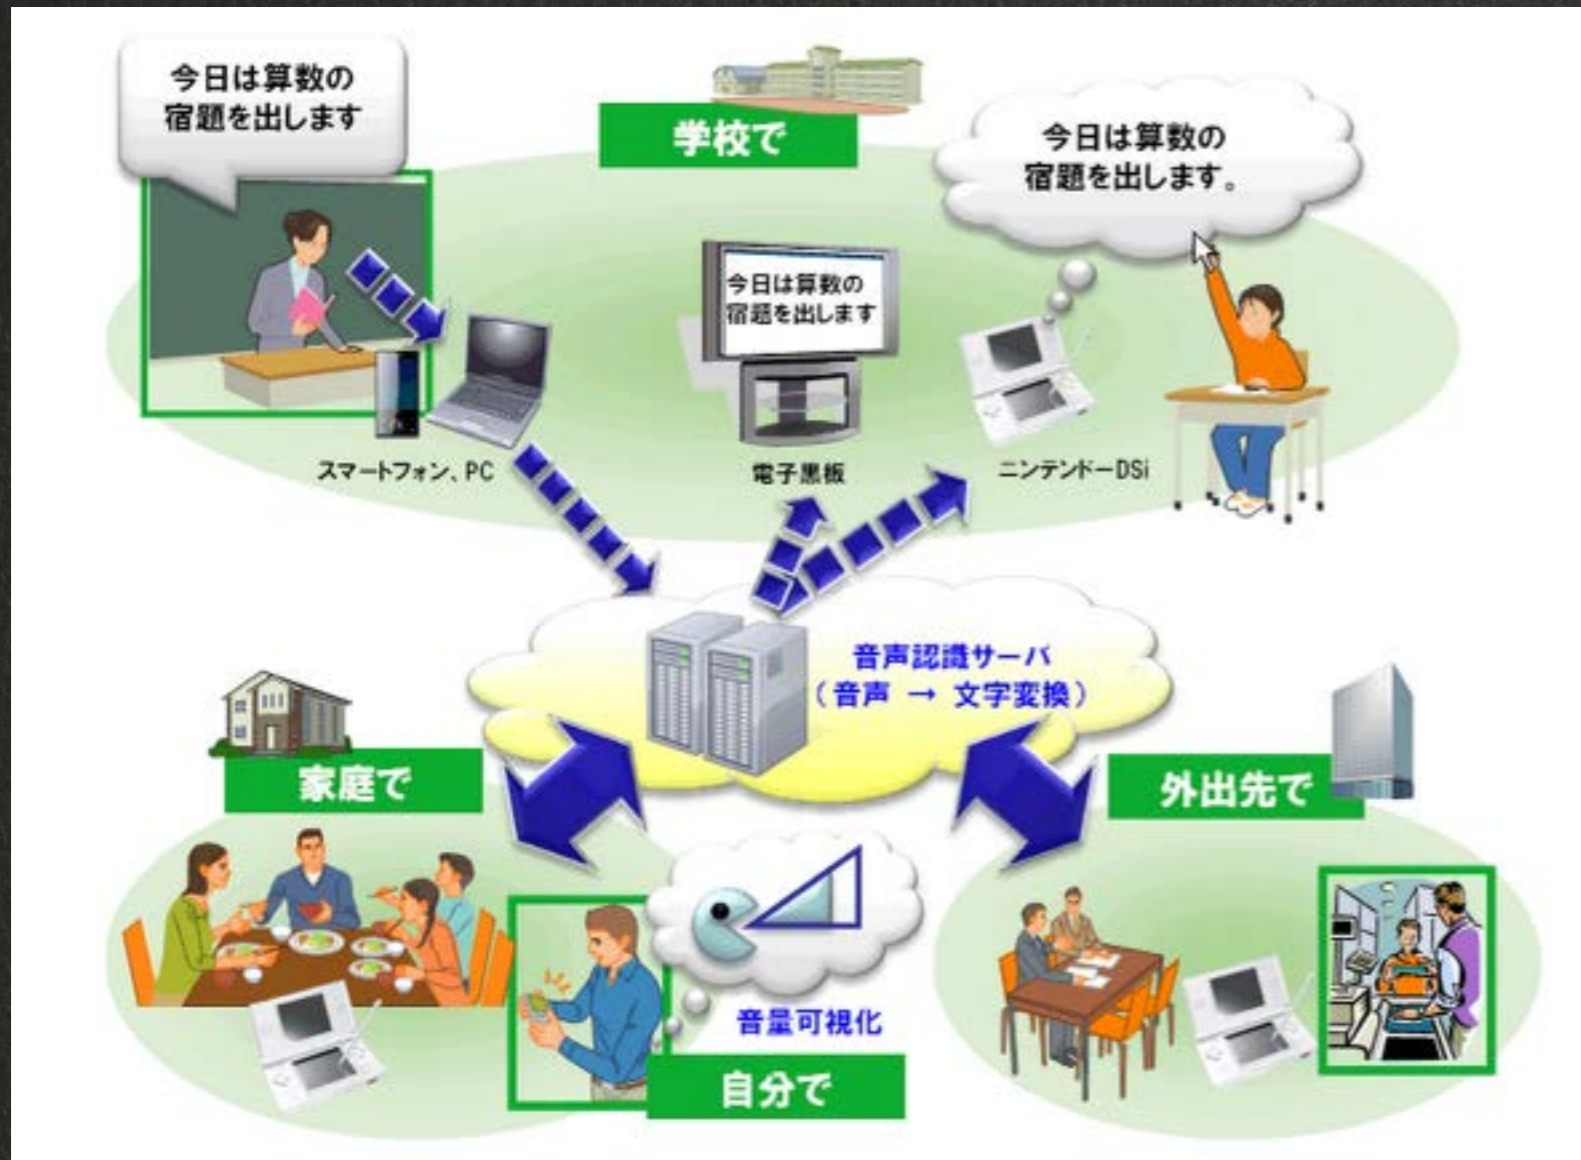 今日は算数の
宿題を出します
学校で
今日は算数の
宿題を出します。
今日は算数の
宿題を出します
スマートフォン、PC
電子黒板
ニンテンドーDSi
音声認識サーバ
(音声 → 文字変換)
家庭で
外出先で
音量可視化
自分で